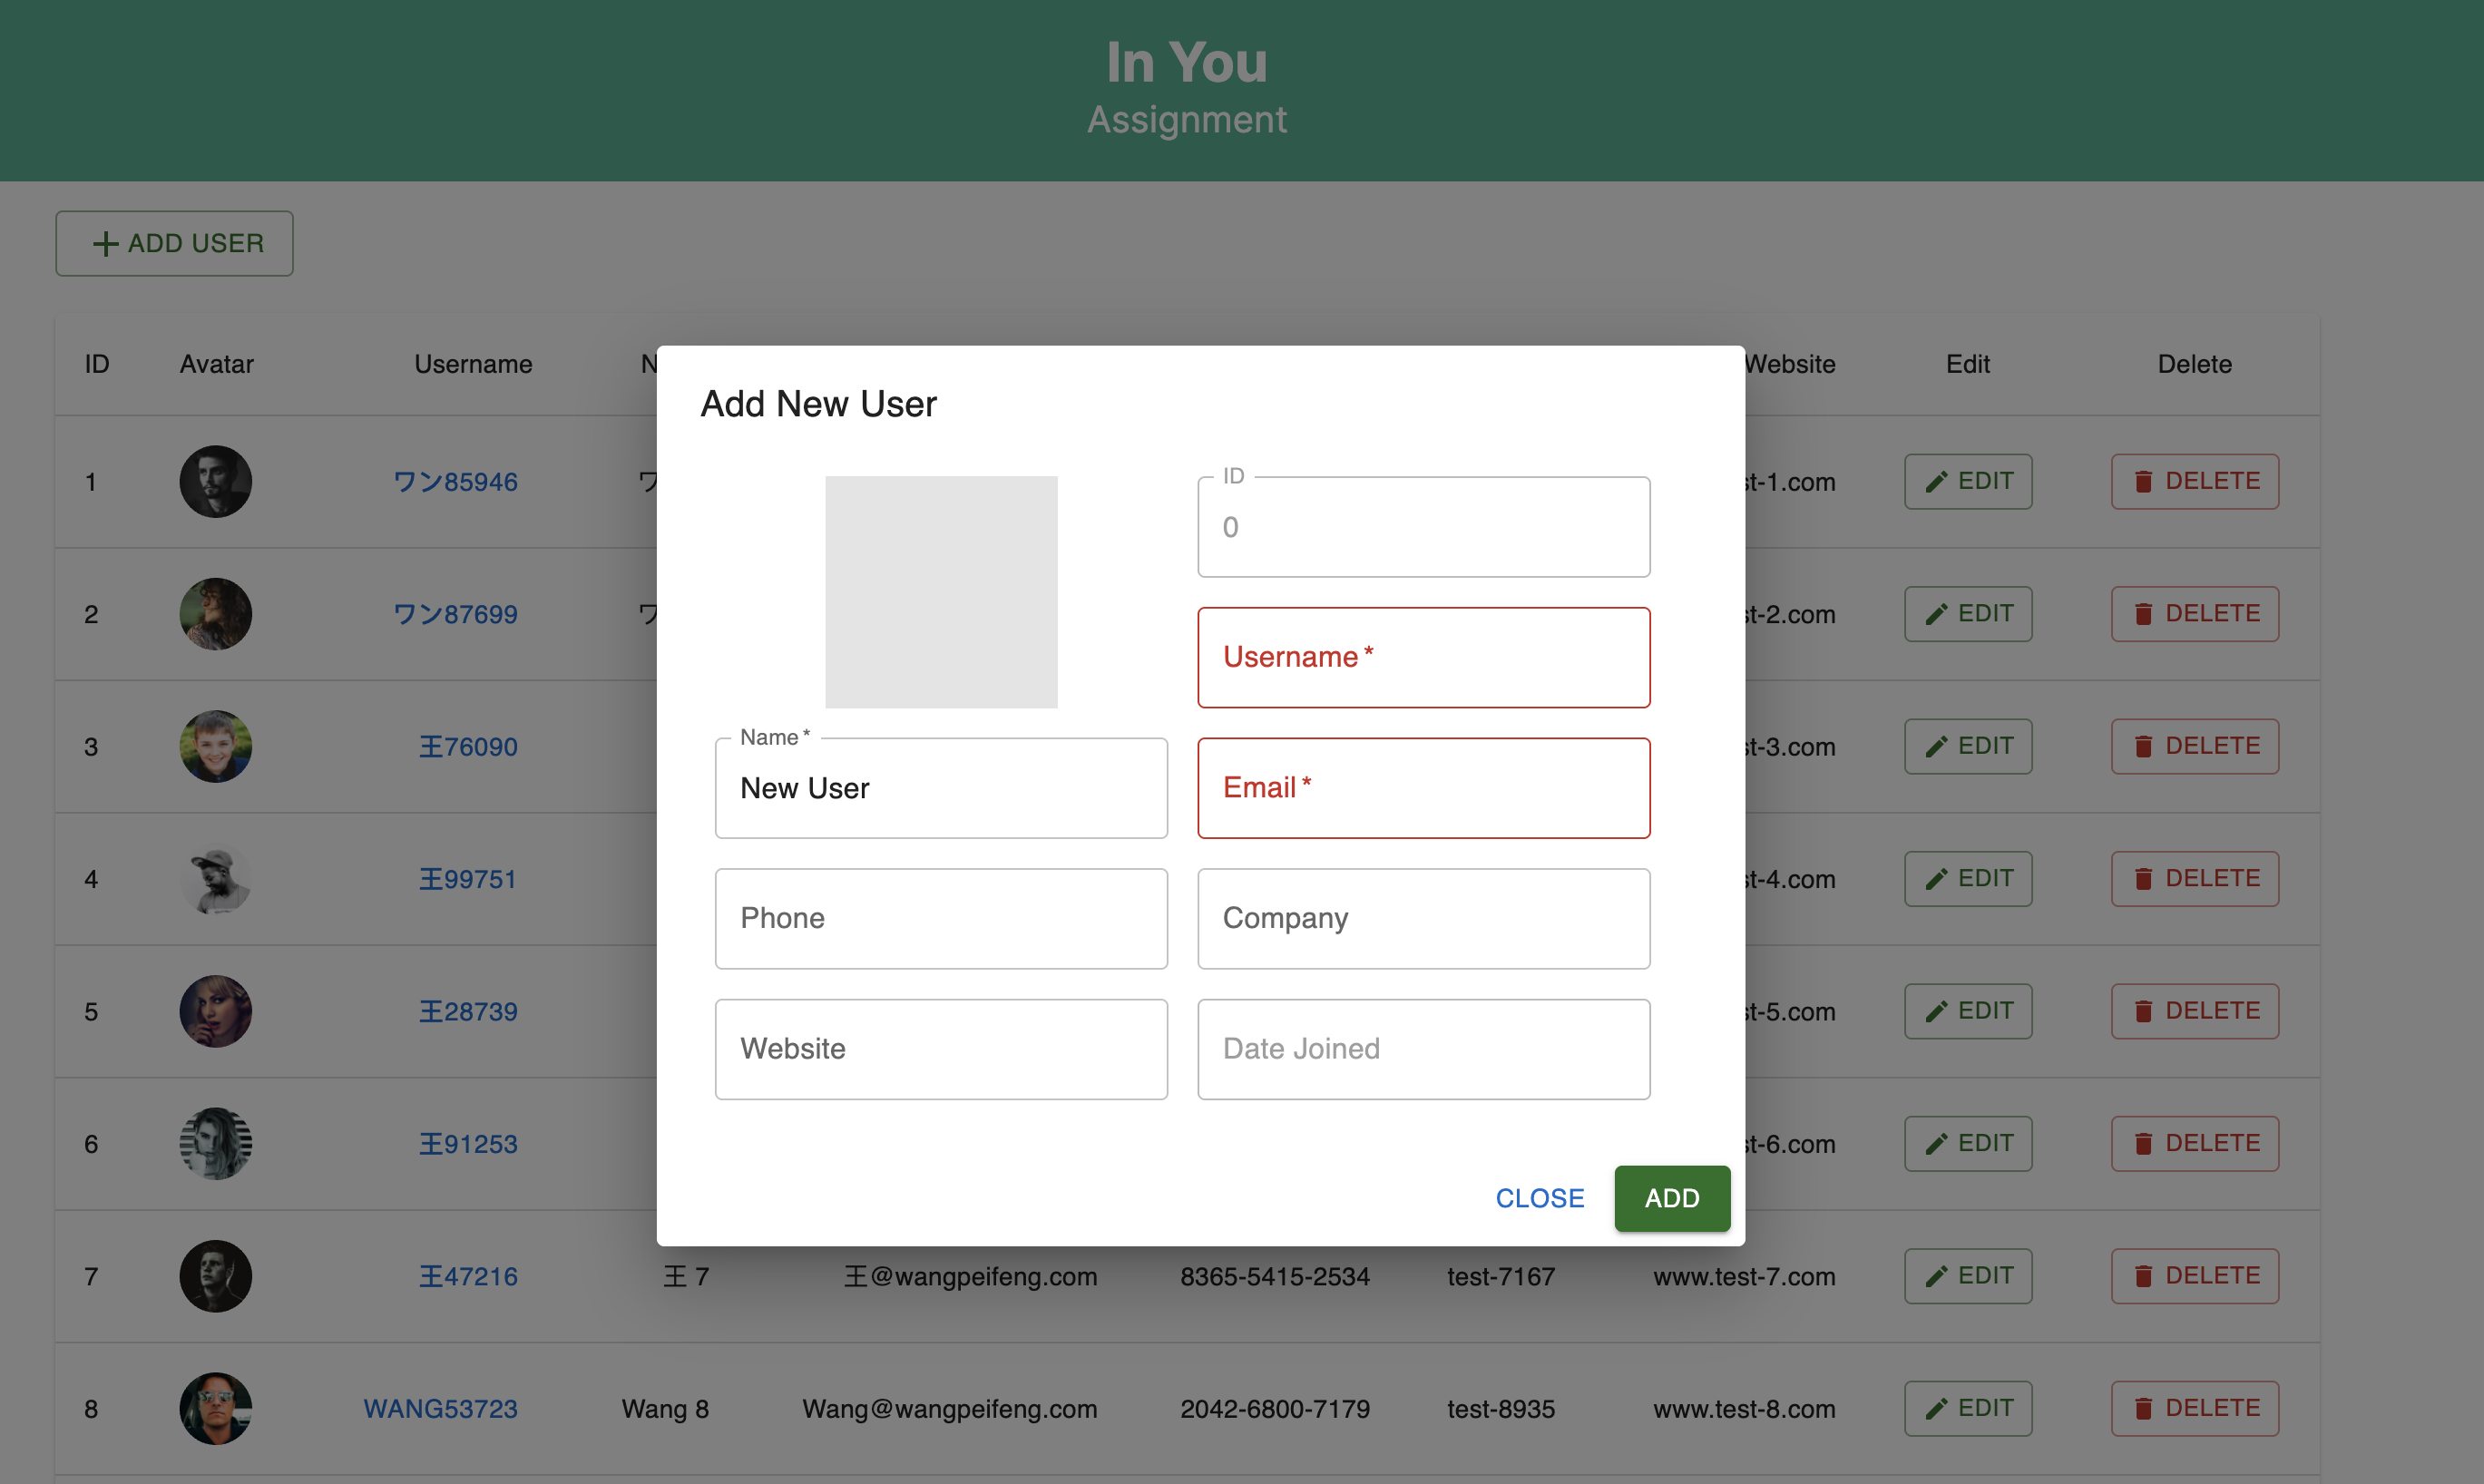 In You
Assignment
ADD USER
ID Avatar Username N Website Edit Delete
1 ワン85946 ワ st-1.com EDIT DELETE
2 ワン87699 ワ st-2.com EDIT DELETE
3 王76090 st-3.com EDIT DELETE
4 王99751 st-4.com EDIT DELETE
5 王28739 st-5.com EDIT DELETE
6 王91253 st-6.com EDIT DELETE
7 王47216 王 7 王@wangpeifeng.com 8365-5415-2534 test-7167 www.test-7.com EDIT DELETE
8 WANG53723 Wang 8 Wang@wangpeifeng.com 2042-6800-7179 test-8935 www.test-8.com EDIT DELETE
Add New User
ID
0
Username *
Name *
New User
Email *
Phone
Company
Website
Date Joined
CLOSE ADD